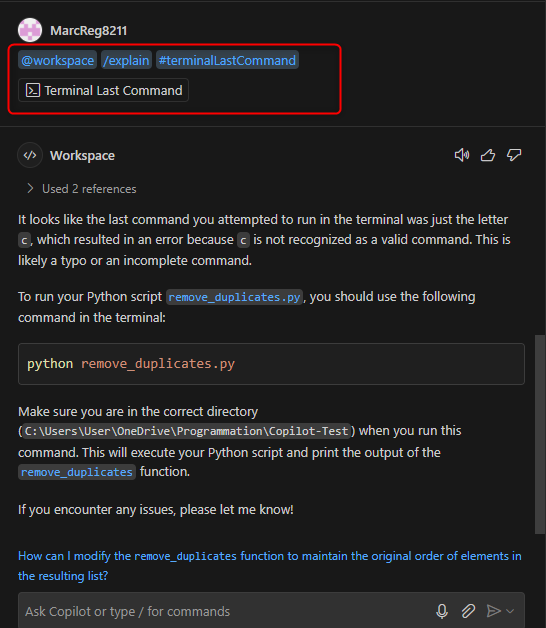 MarcReg8211
@workspace /explain #terminalLastCommand
Terminal Last Command
Workspace
Used 2 references
It looks like the last command you attempted to run in the terminal was just the letter
c, which resulted in an error because c is not recognized as a valid command. This is
likely a typo or an incomplete command.
To run your Python script remove_duplicates.py, you should use the following
command in the terminal:
python remove_duplicates.py
Make sure you are in the correct directory
(C:\Users\User\OneDrive\Programmation\Copilot-Test) when you run this
command. This will execute your Python script and print the output of the
remove_duplicates function.
If you encounter any issues, please let me know!
How can I modify the remove_duplicates function to maintain the original order of elements in
the resulting list?
Ask Copilot or type / for commands